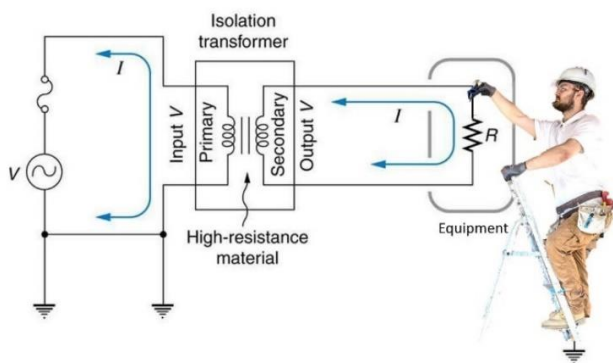 Isolation
transformer
I
Input V
Primary
Secondary
Output V
I
R
V
High-resistance
material
Equipment